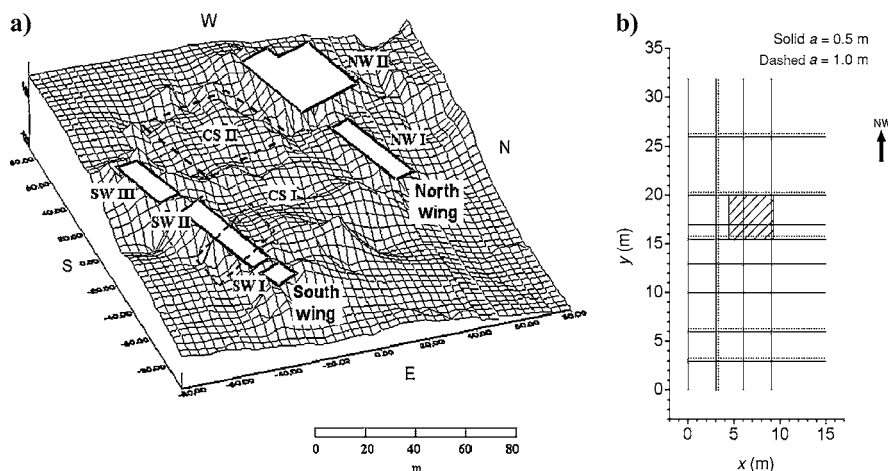 a)
W
NW II
NW I
N
CS II
CS I
SW III
SW II
SW I
S
North
wing
South
wing
E
0.00
0 20 40 60 80
m
b)
Solid a = 0.5 m
Dashed a = 1.0 m
NW
35
30
25
20
15
10
5
0
y (m)
0 5 10 15
x (m)